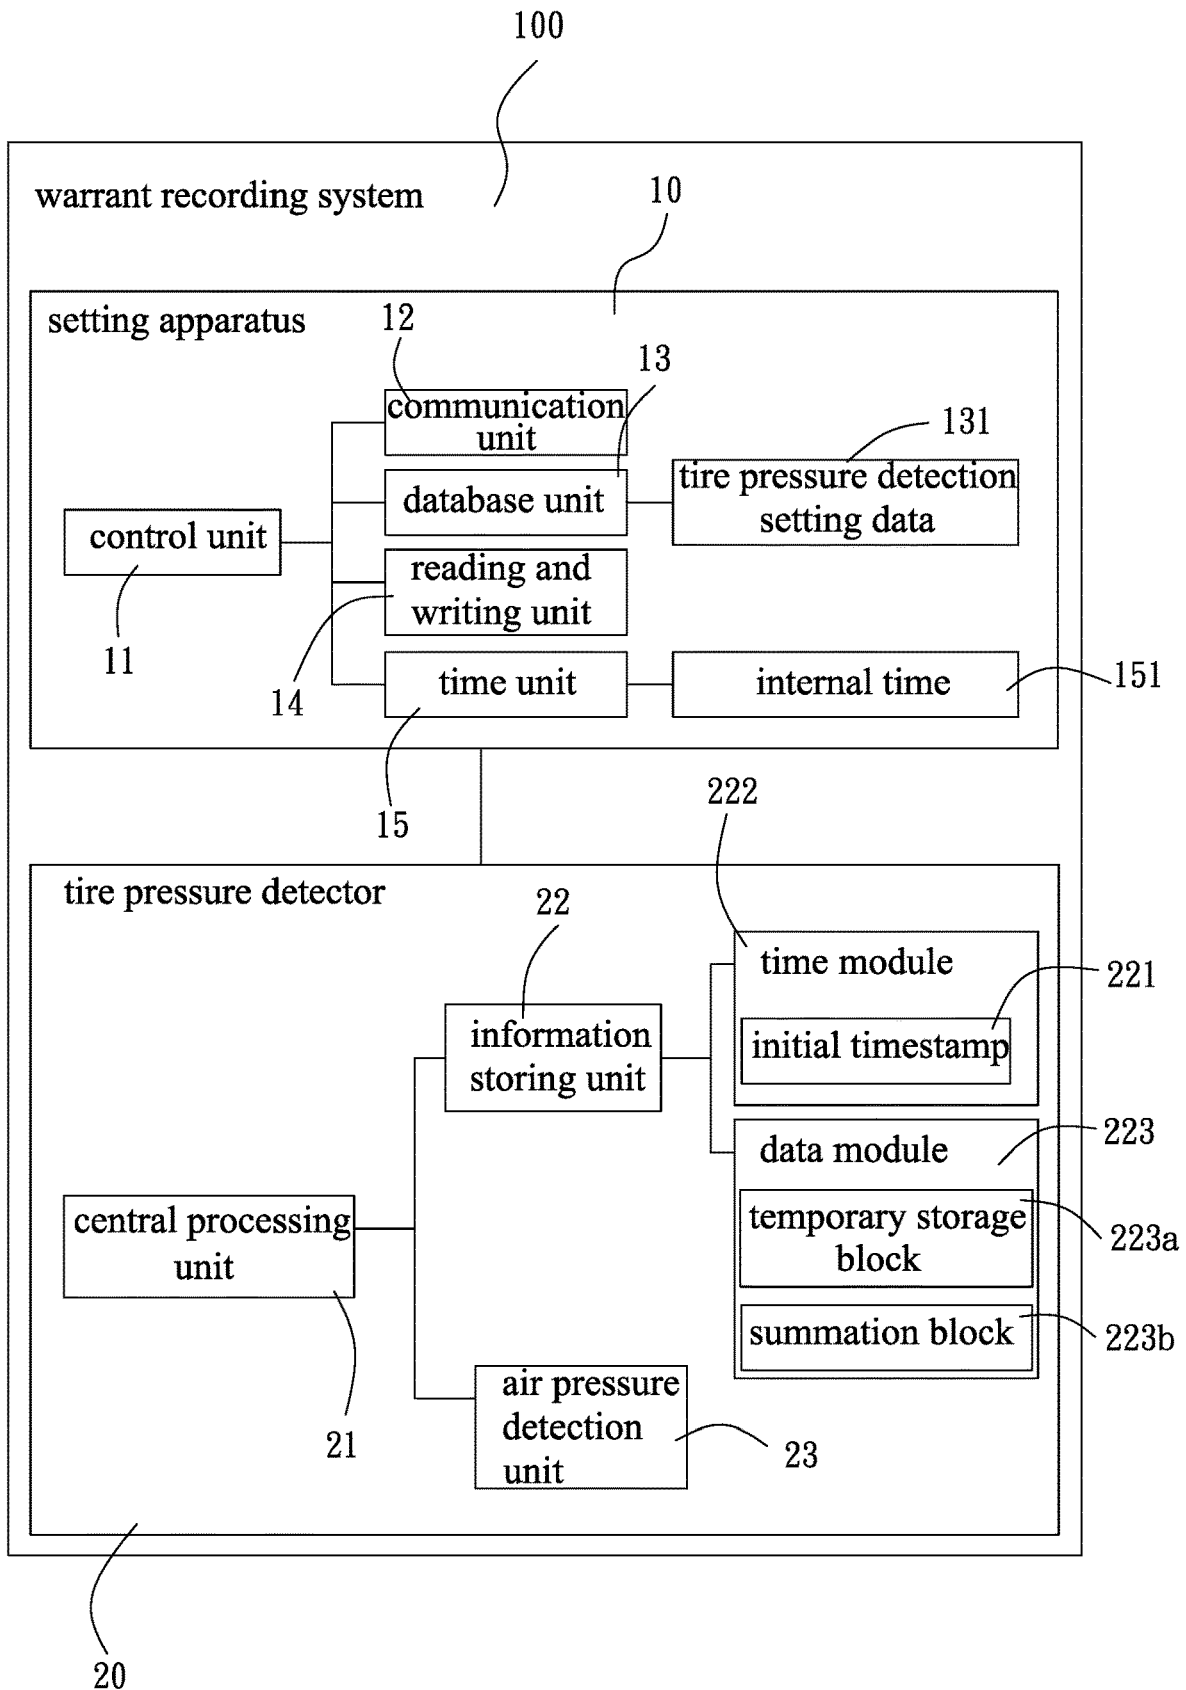 100
warrant recording system
10
setting apparatus
12
13
communication
unit
131
database unit
tire pressure detection
setting data
control unit
reading and
writing unit
11
14
time unit
internal time
151
15
222
tire pressure detector
22
time module
221
information
storing unit
initial timestamp
223
data module
central processing
unit
temporary storage
block
223a
summation block
223b
air pressure
detection
unit
21
23
20